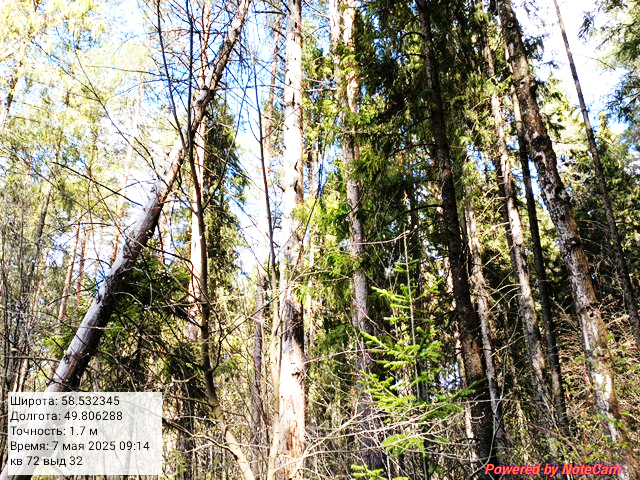 Широта: 58.532345
Долгота: 49.806288
Точность: 1.7 м
Время: 7 мая 2025 09:14
кв 72 выд 32
Powered by NoteCam